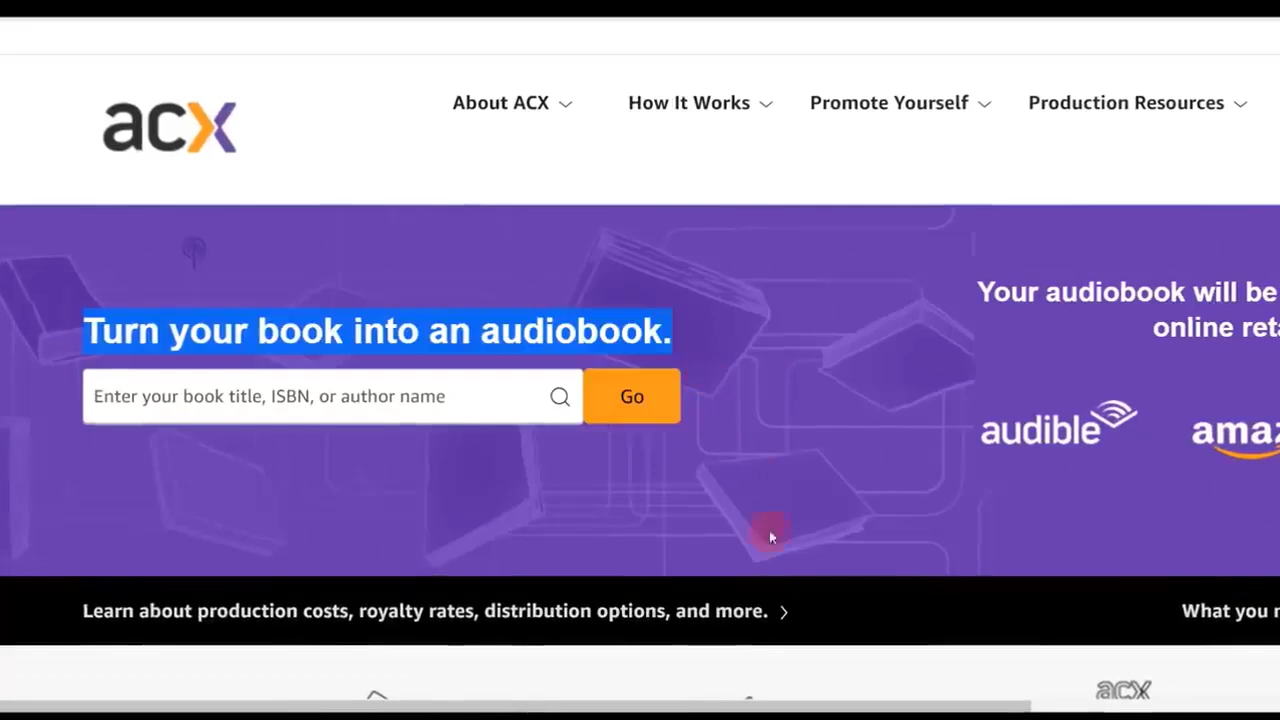 acx
About ACX
How It Works
Promote Yourself
Production Resources
Turn your book into an audiobook.
Enter your book title, ISBN, or author name
Go
Your audiobook will be
online
audible
Learn about production costs, royalty rates, distribution options, and more.
What you
acx